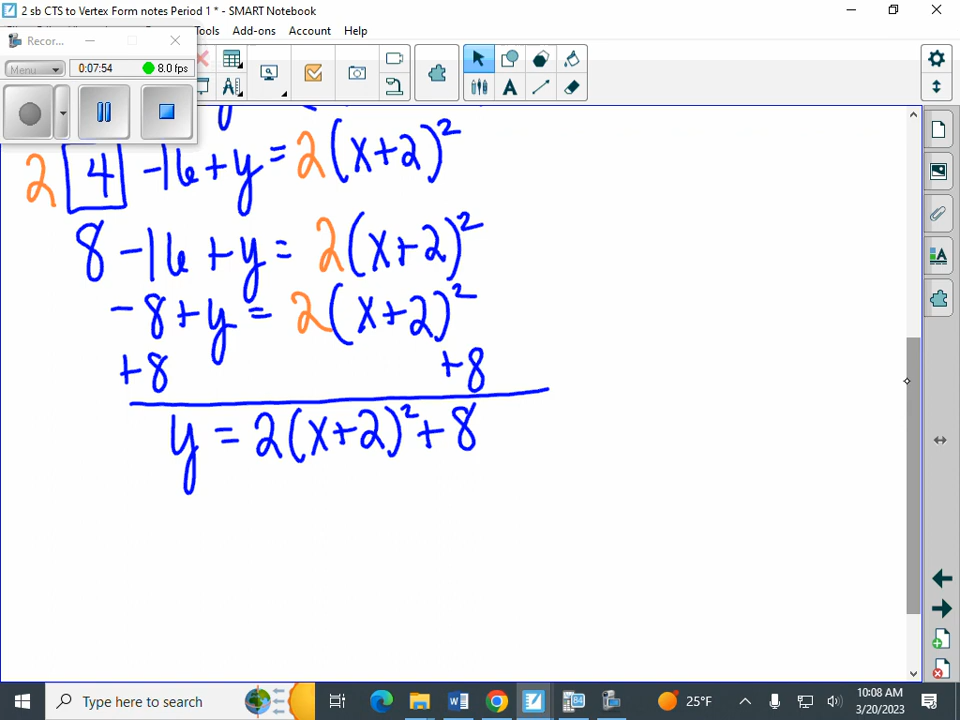 2 sb CTS to Vertex Form notes Period 1 * - SMART Notebook
Recor...
Tools Add-ons Account Help
Menu 0:07:54 8.0 fps
2 4 -16+y=2(x+2)²
8 -16 +y = 2(x+2)²
-8+y = 2(x+2)²
+8 +8
y = 2(x+2)²+8
Type here to search
25°F
10:08 AM
3/20/2023